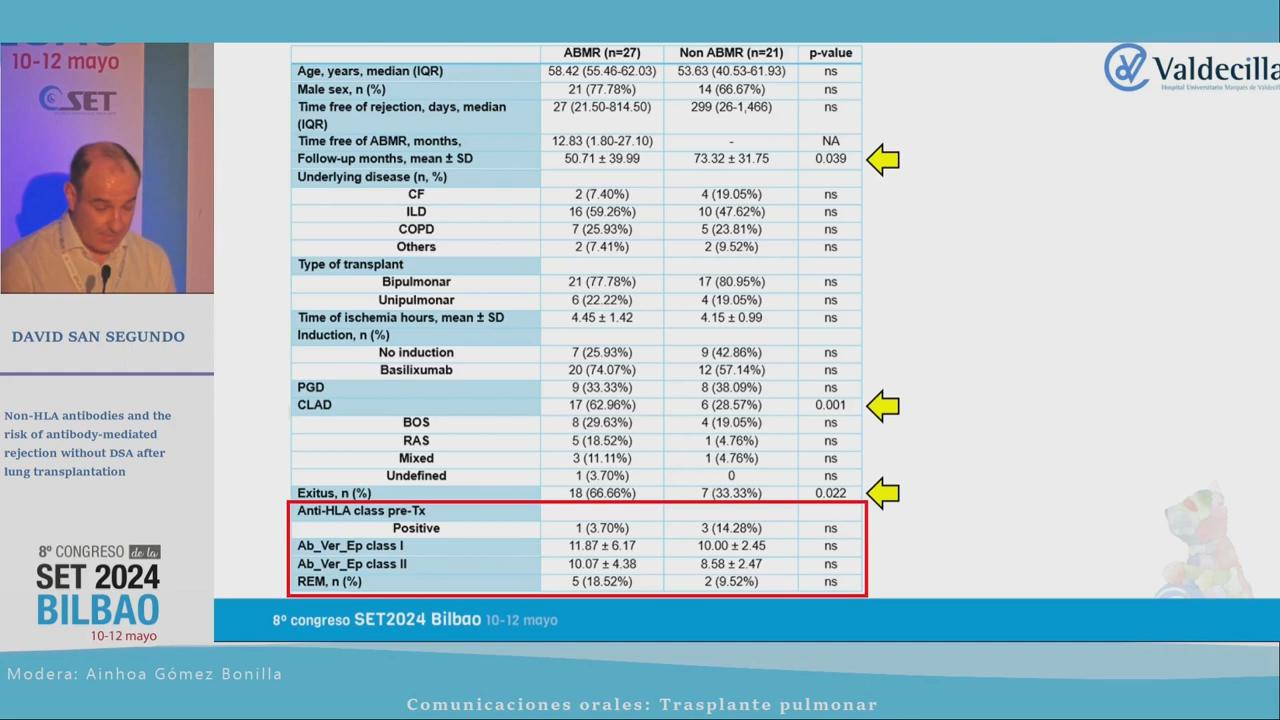 10-12 mayo
SET
DAVID SAN SEGUNDO
Non-HLA antibodies and the
risk of antibody-mediated
rejection without DSA after
lung transplantation
8º CONGRESO de la
SET 2024
BILBAO
10-12 mayo
Valdecilla
Hospital Universitario Marqués de Valdecilla
ABMR (n=27) Non ABMR (n=21) p-value
Age, years, median (IQR) 58.42 (55.46-62.03) 53.63 (40.53-61.93) ns
Male sex, n (%) 21 (77.78%) 14 (66.67%) ns
Time free of rejection, days, median 27 (21.50-814.50) 299 (26-1,466) ns
(IQR)
Time free of ABMR, months, 12.83 (1.80-27.10) - NA
Follow-up months, mean ± SD 50.71 ± 39.99 73.32 ± 31.75 0.039
Underlying disease (n, %)
CF 2 (7.40%) 4 (19.05%) ns
ILD 16 (59.26%) 10 (47.62%) ns
COPD 7 (25.93%) 5 (23.81%) ns
Others 2 (7.41%) 2 (9.52%) ns
Type of transplant
Bipulmonar 21 (77.78%) 17 (80.95%) ns
Unipulmonar 6 (22.22%) 4 (19.05%) ns
Time of ischemia hours, mean ± SD 4.45 ± 1.42 4.15 ± 0.99 ns
Induction, n (%)
No induction 7 (25.93%) 9 (42.86%) ns
Basilixumab 20 (74.07%) 12 (57.14%) ns
PGD 9 (33.33%) 8 (38.09%) ns
CLAD 17 (62.96%) 6 (28.57%) 0.001
BOS 8 (29.63%) 4 (19.05%) ns
RAS 5 (18.52%) 1 (4.76%) ns
Mixed 3 (11.11%) 1 (4.76%) ns
Undefined 1 (3.70%) 0 ns
Exitus, n (%) 18 (66.66%) 7 (33.33%) 0.022
Anti-HLA class pre-Tx
Positive 1 (3.70%) 3 (14.28%) ns
Ab_Ver_Ep class I 11.87 ± 6.17 10.00 ± 2.45 ns
Ab_Ver_Ep class II 10.07 ± 4.38 8.58 ± 2.47 ns
REM, n (%) 5 (18.52%) 2 (9.52%) ns
8º congreso SET2024 Bilbao 10-12 mayo
Modera: Ainhoa Gómez Bonilla
Comunicaciones orales: Trasplante pulmonar